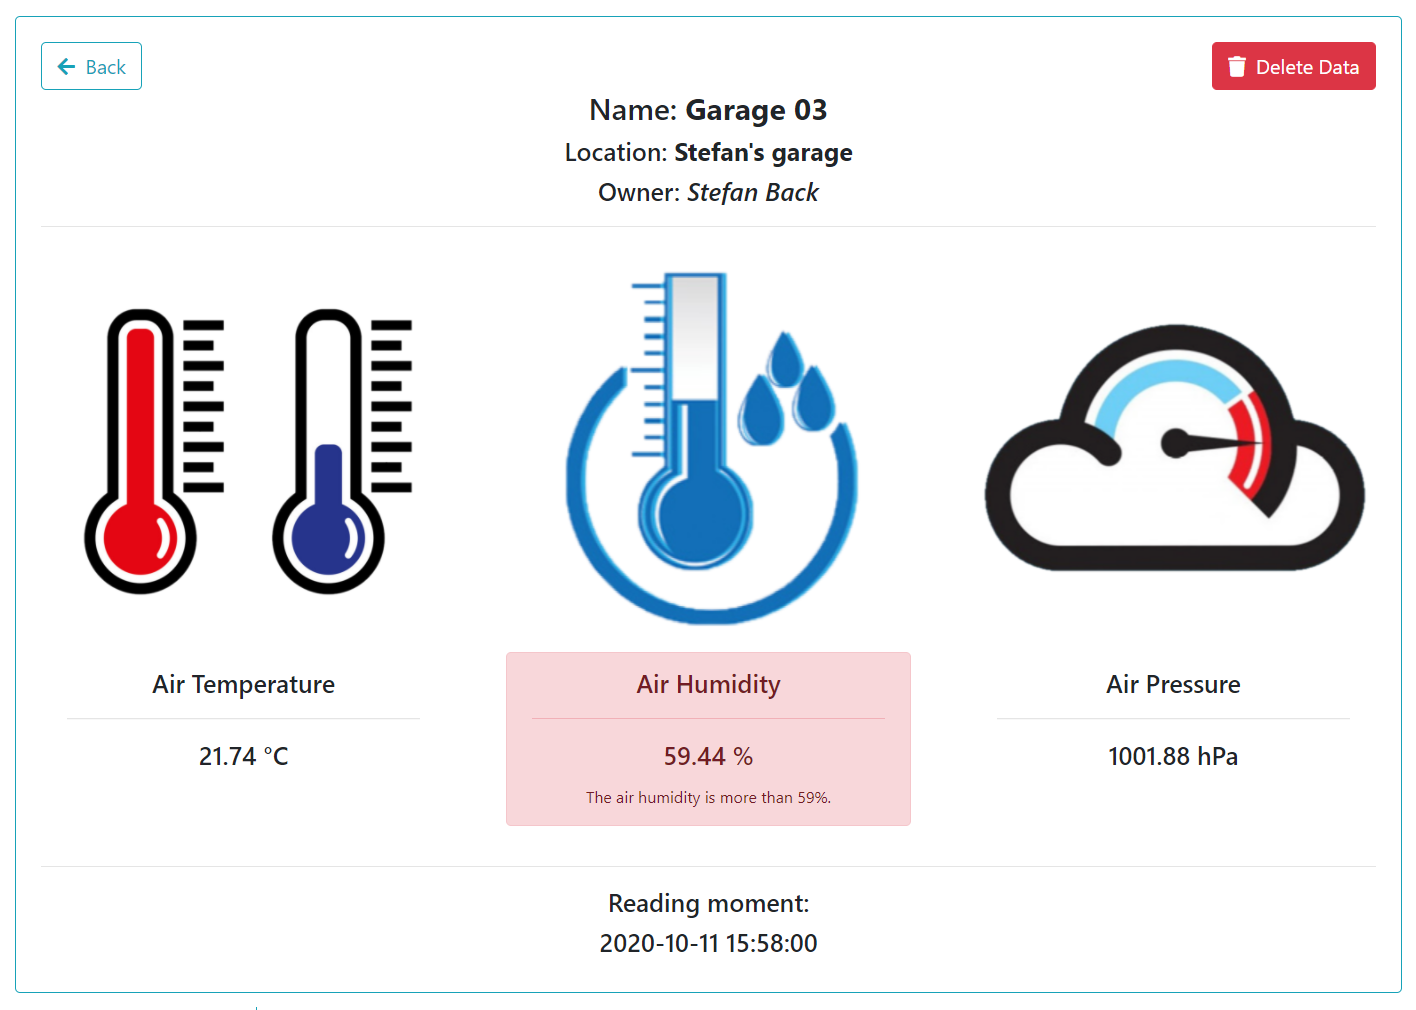 Back
Delete Data
Name: Garage 03
Location: Stefan's garage
Owner: Stefan Back
Air Temperature
21.74 °C
Air Humidity
59.44 %
The air humidity is more than 59%.
Air Pressure
1001.88 hPa
Reading moment:
2020-10-11 15:58:00